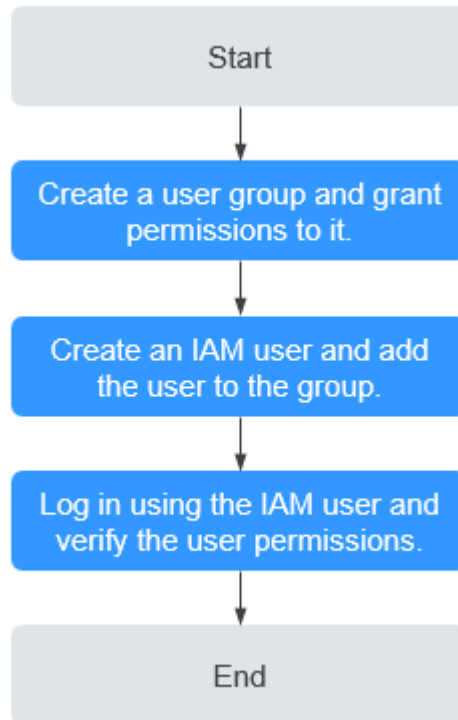 Start
Create a user group and grant
permissions to it.
Create an IAM user and add
the user to the group.
Log in using the IAM user and
verify the user permissions.
End